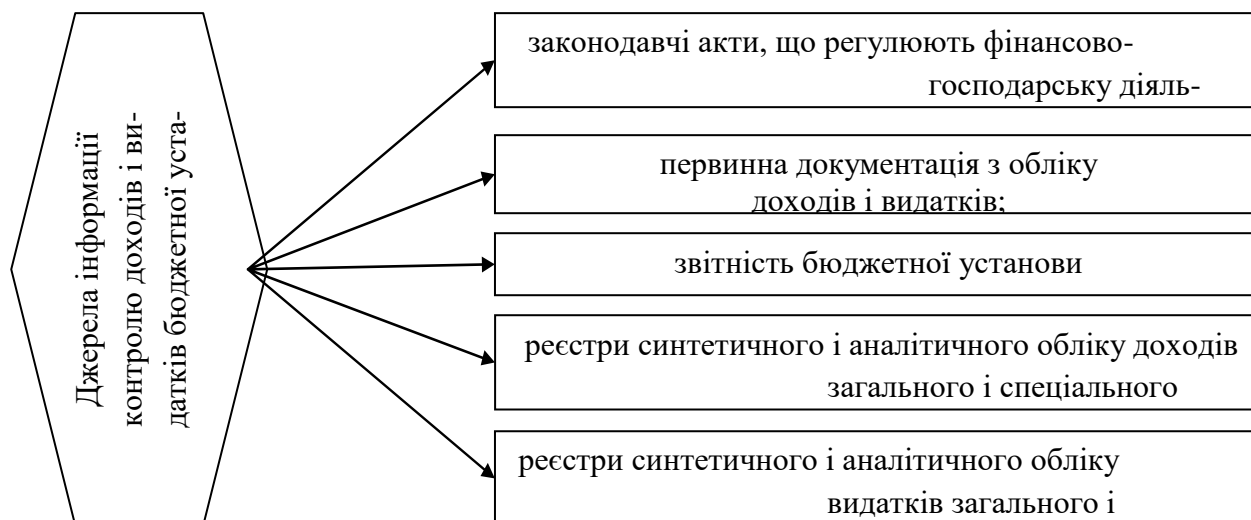 Джерела інформації
контролю доходів і ви-
датків бюджетної уста-
законодавчі акти, що регулюють фінансово-
господарську діяль-
первинна документація з обліку
доходів і видатків;
звітність бюджетної установи
реєстри синтетичного і аналітичного обліку доходів
загального і спеціального
реєстри синтетичного і аналітичного обліку
видатків загального і